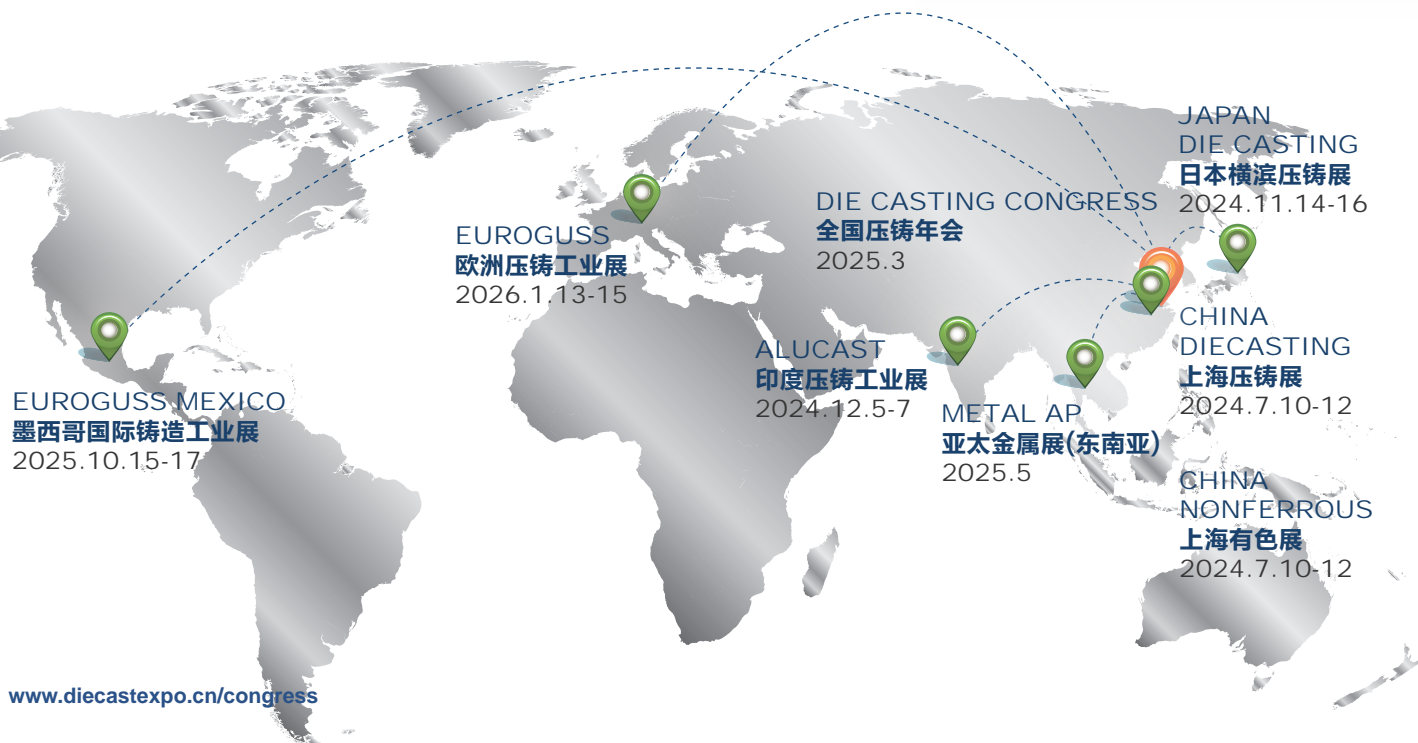 JAPAN
DIE CASTING
日本横滨压铸展
2024.11.14-16
DIE CASTING CONGRESS
全国压铸年会
2025.3
EUROGUSS
欧洲压铸工业展
2026.1.13-15
CHINA
DIECASTING
上海压铸展
2024.7.10-12
ALUCAST
印度压铸工业展
2024.12.5-7
EUROGUSS MEXICO
墨西哥国际铸造工业展
2025.10.15-17
METAL AP
亚太金属展(东南亚)
2025.5
CHINA
NONFERROUS
上海有色展
2024.7.10-12
www.diecastexpo.cn/congress